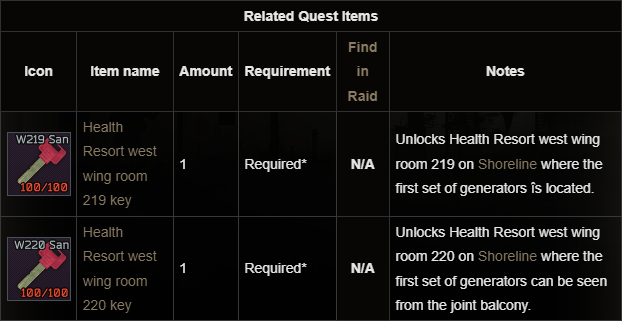 Related Quest Items
Icon
Item name
Amount
Requirement
Find
in
Raid
Notes
W219 San
100/100
Health
Resort west
wing room
219 key
1
Required*
N/A
Unlocks Health Resort west wing
room 219 on Shoreline where the
first set of generators îs located.
W220 San
100/100
Health
Resort west
wing room
220 key
1
Required*
N/A
Unlocks Health Resort west wing
room 220 on Shoreline where the
first set of generators can be seen
from the joint balcony.